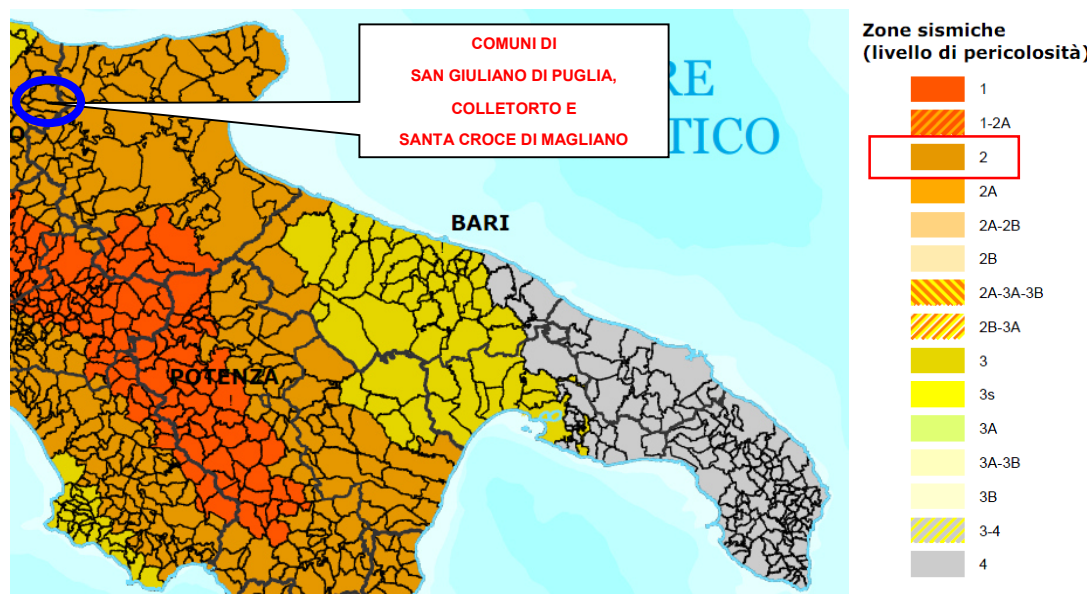 COMUNI DI
SAN GIULIANO DI PUGLIA,
COLLETORTO E
SANTA CROCE DI MAGLIANO
RE
TICO
O
BARI
POTENZA
Zone sismiche
(livello di pericolosità)
1
1-2A
2
2A
2A-2B
2B
2A-3A-3B
2B-3A
3
3s
3A
3A-3B
3B
3-4
4